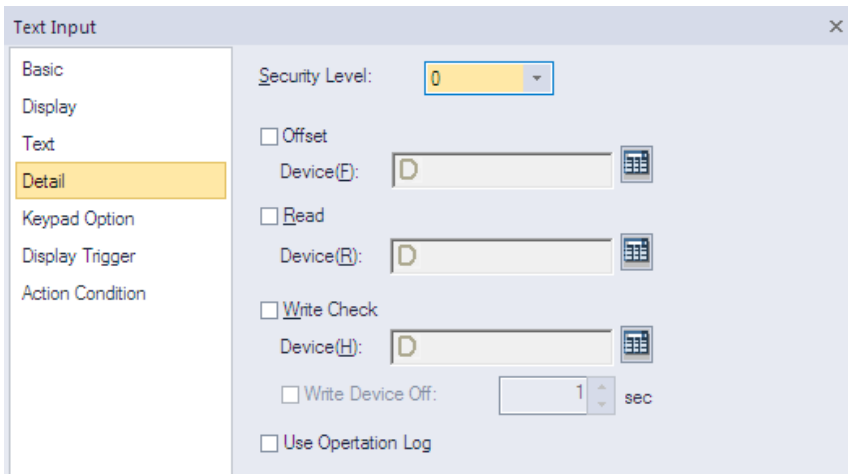 Text Input
Basic
Display
Text
Detail
Keypad Option
Display Trigger
Action Condition
Security Level: 0
Offset
Device(F): D
Read
Device(R): D
Write Check
Device(H): D
Write Device Off: 1 sec
Use Opertation Log